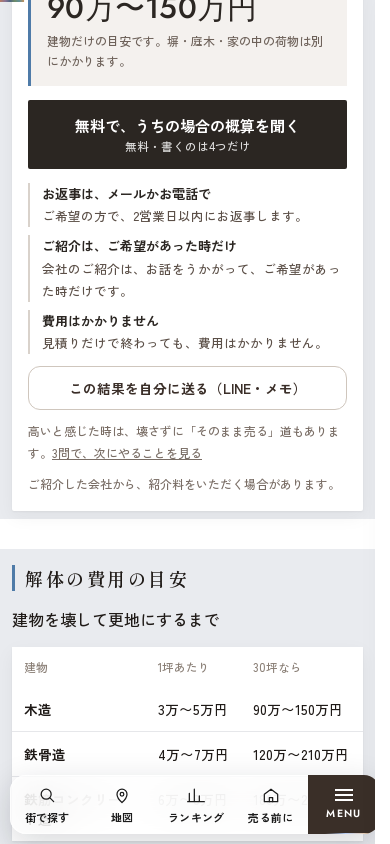 90万〜150万円
建物だけの目安です。塀・庭木・家の中の荷物は別
にかかります。
無料で、うちの場合の概算を聞く
無料・書くのは4つだけ
お返事は、メールかお電話で
ご希望の方で、2営業日以内にお返事します。
ご紹介は、ご希望があった時だけ
会社のご紹介は、お話をうかがって、ご希望があっ
た時だけです。
費用はかかりません
見積りだけで終わっても、費用はかかりません。
この結果を自分に送る（LINE・メモ）
高いと感じた時は、壊さずに「そのまま売る」道もありま
す。3問で、次にやることを見る
ご紹介した会社から、紹介料をいただく場合があります。
解体の費用の目安
建物を壊して更地にするまで
建物 1坪あたり 30坪なら
木造 3万〜5万円 90万〜150万円
鉄骨造 4万〜7万円 120万〜210万円
街で探す 地図 ランキング 売る前に MENU